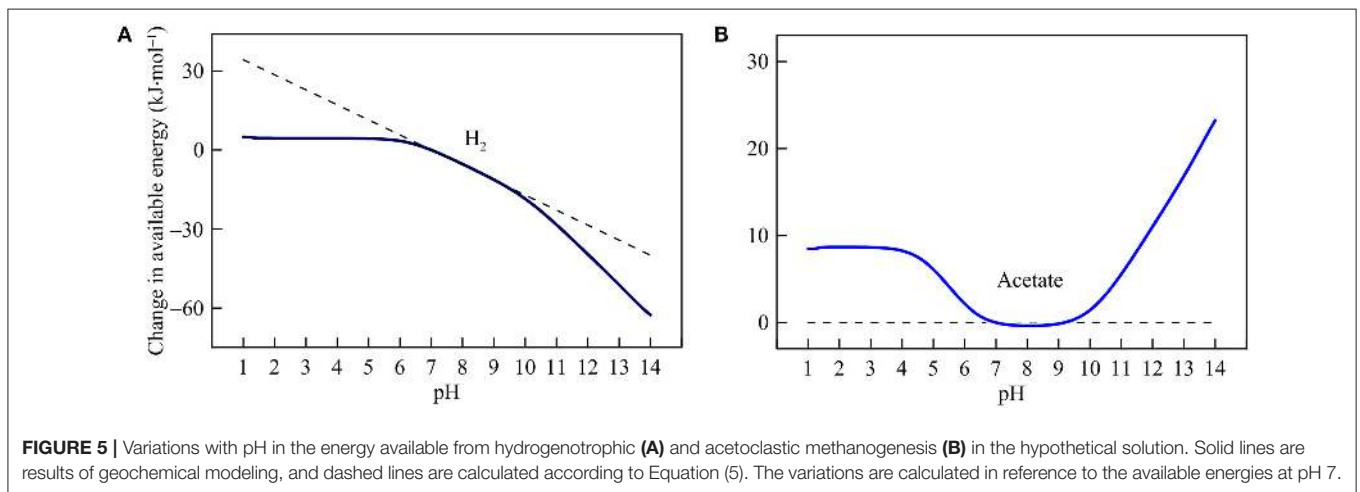 A
B
Change in available energy (kJ·mol⁻¹)
30
0
−30
−60
H₂
1 2 3 4 5 6 7 8 9 10 11 12 13 14
pH
30
20
10
0
Acetate
1 2 3 4 5 6 7 8 9 10 11 12 13 14
pH
FIGURE 5 | Variations with pH in the energy available from hydrogenotrophic (A) and acetoclastic methanogenesis (B) in the hypothetical solution. Solid lines are
results of geochemical modeling, and dashed lines are calculated according to Equation (5). The variations are calculated in reference to the available energies at pH 7.